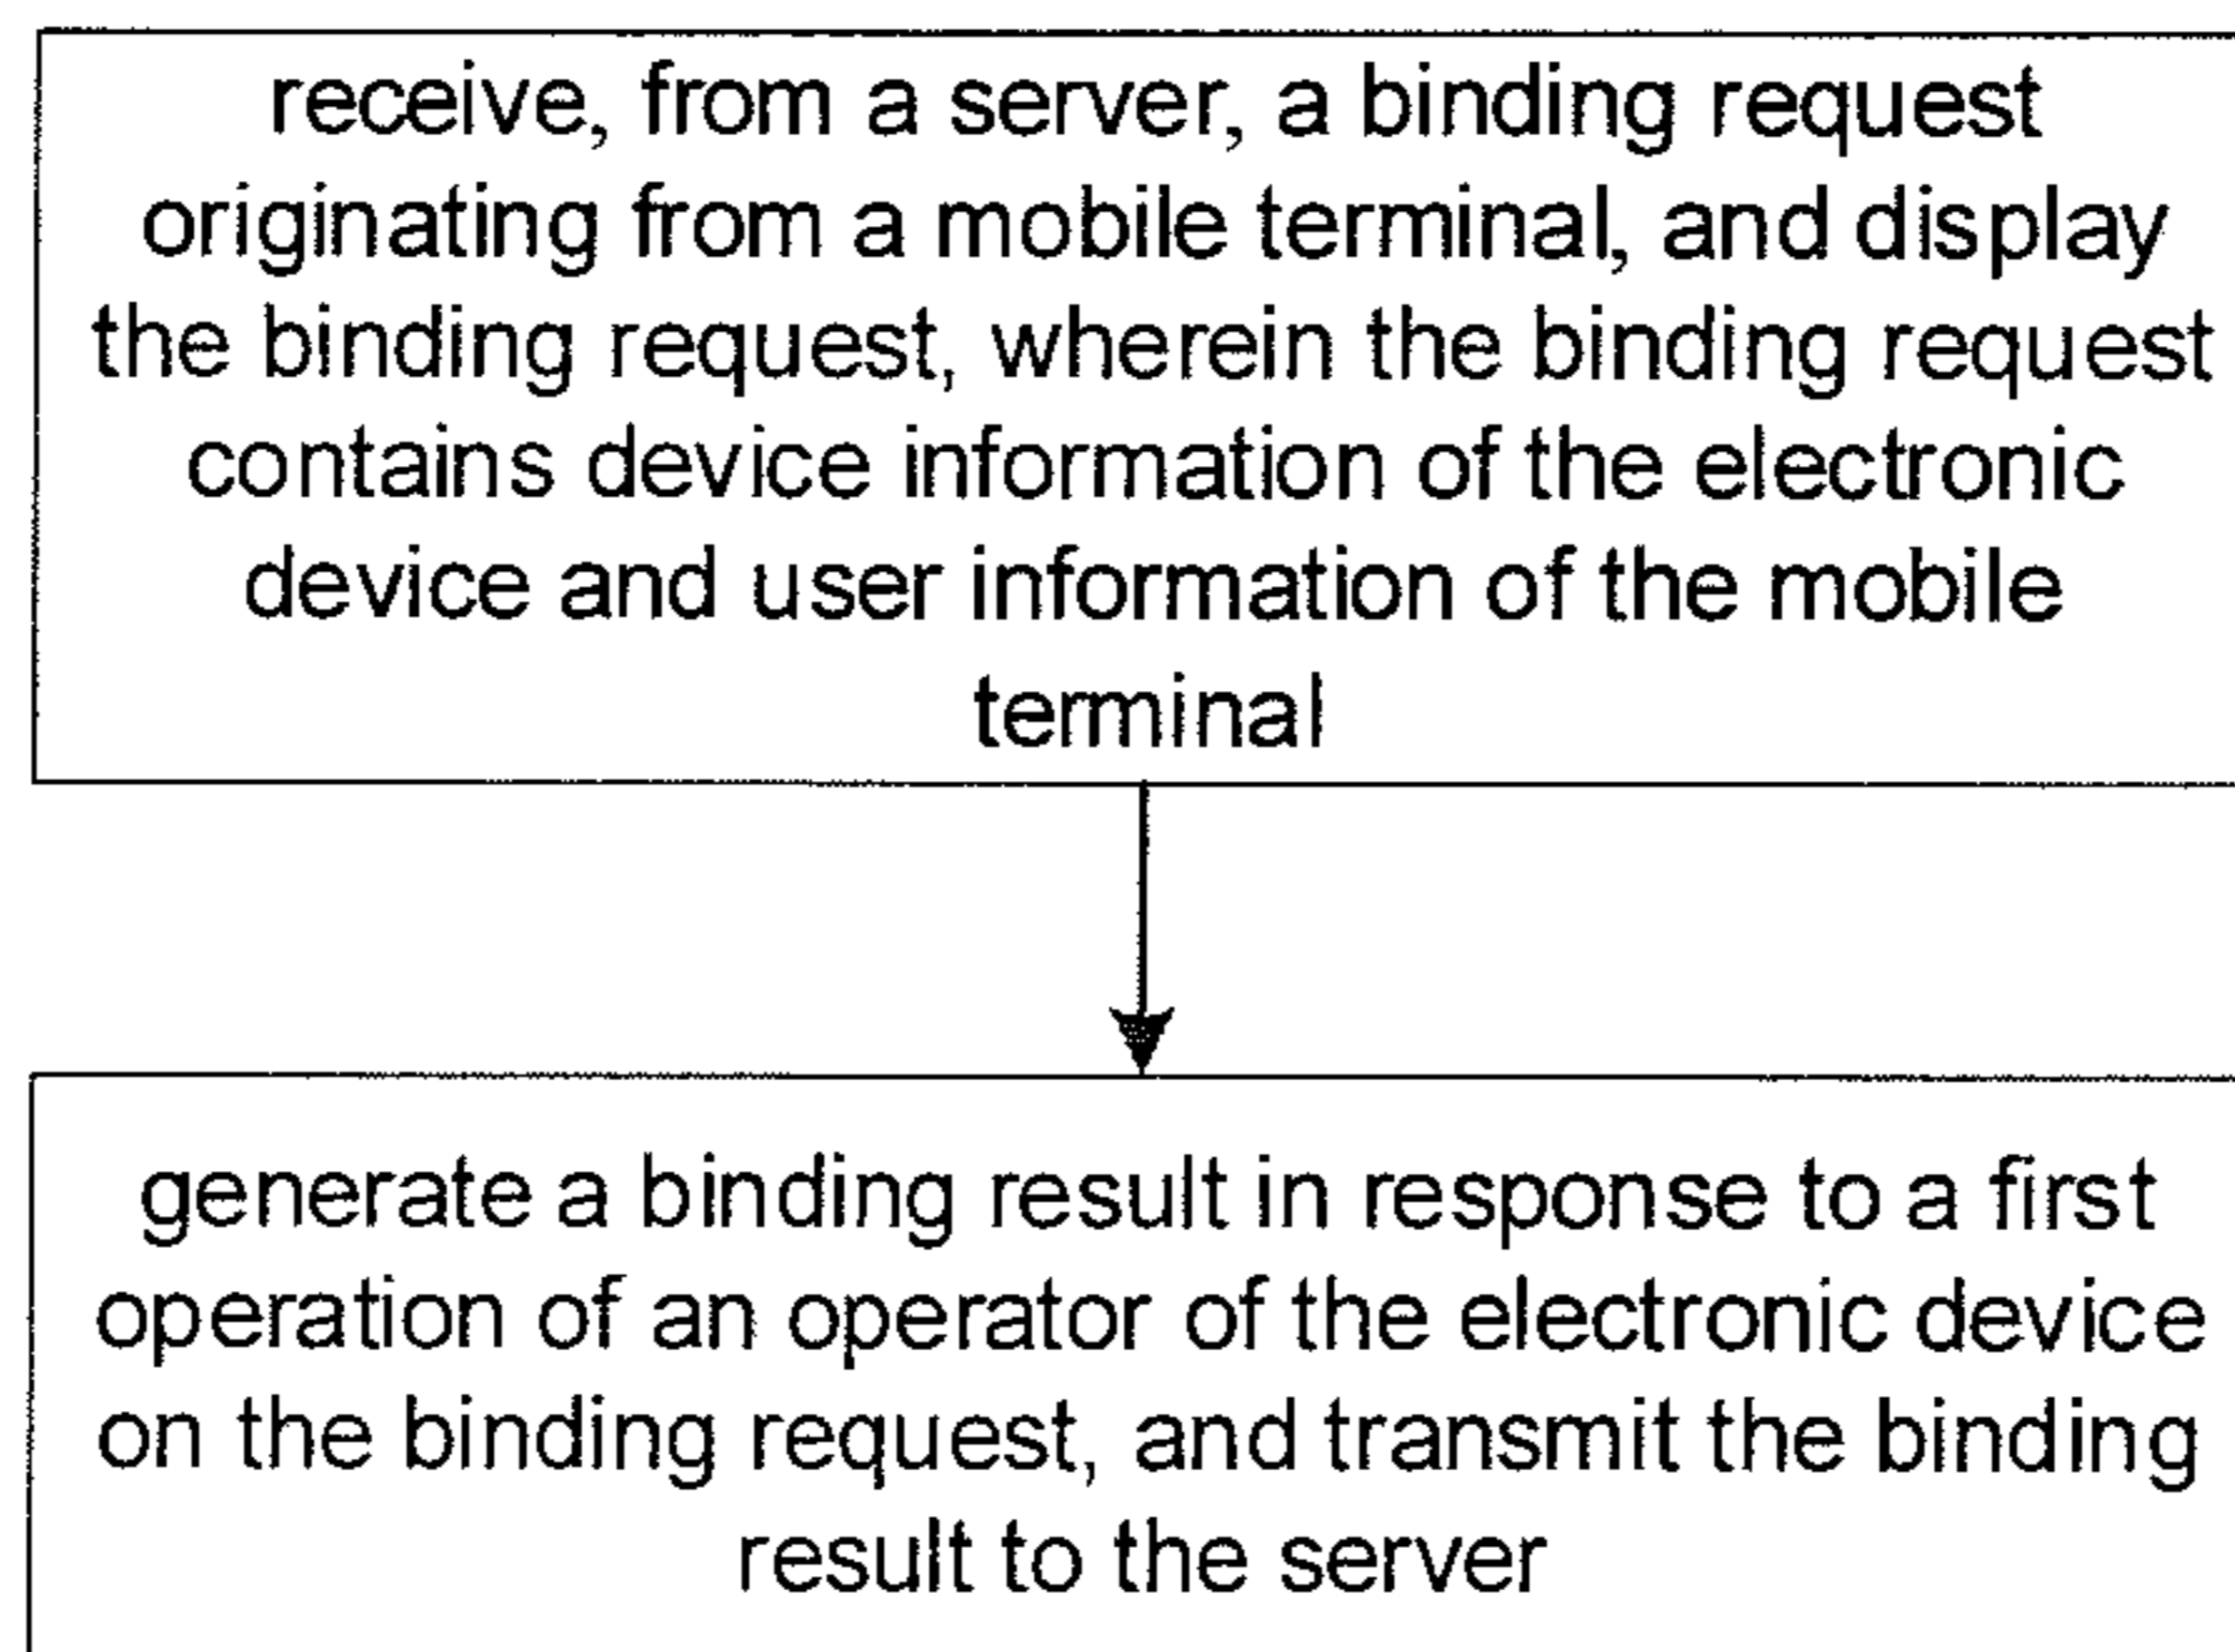 receive, from a server, a binding request
originating from a mobile terminal, and display
the binding request, wherein the binding request
contains device information of the electronic
device and user information of the mobile
terminal
generate a binding result in response to a first
operation of an operator of the electronic device
on the binding request, and transmit the binding
result to the server